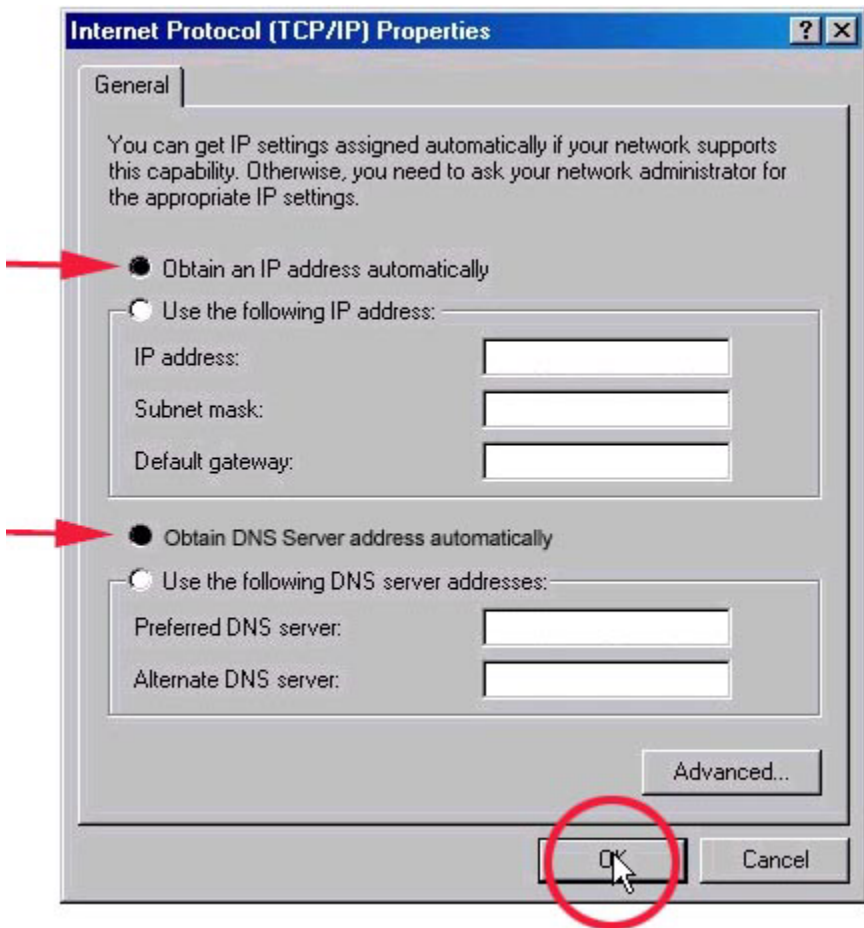 Internet Protocol (TCP/IP) Properties
General
You can get IP settings assigned automatically if your network supports
this capability. Otherwise, you need to ask your network administrator for
the appropriate IP settings.
Obtain an IP address automatically
Use the following IP address:
IP address:
Subnet mask:
Default gateway:
Obtain DNS Server address automatically
Use the following DNS server addresses:
Preferred DNS server:
Alternate DNS server:
Advanced...
OK
Cancel